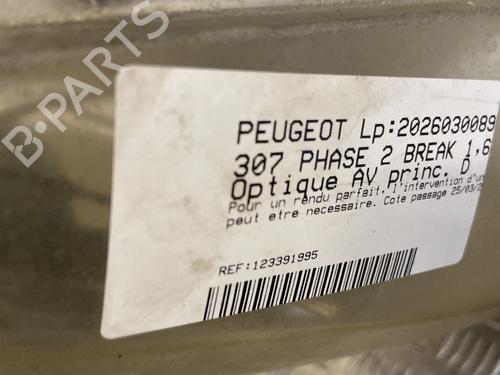 PEUGEOT Lp:2026030089
307 PHASE 2 BREAK 1,6
Optique AV princ. D
Pour un rendu parfait, l'intervention d'un
peut etre necessaire. Cote passage 25/03/2
REF:123391995